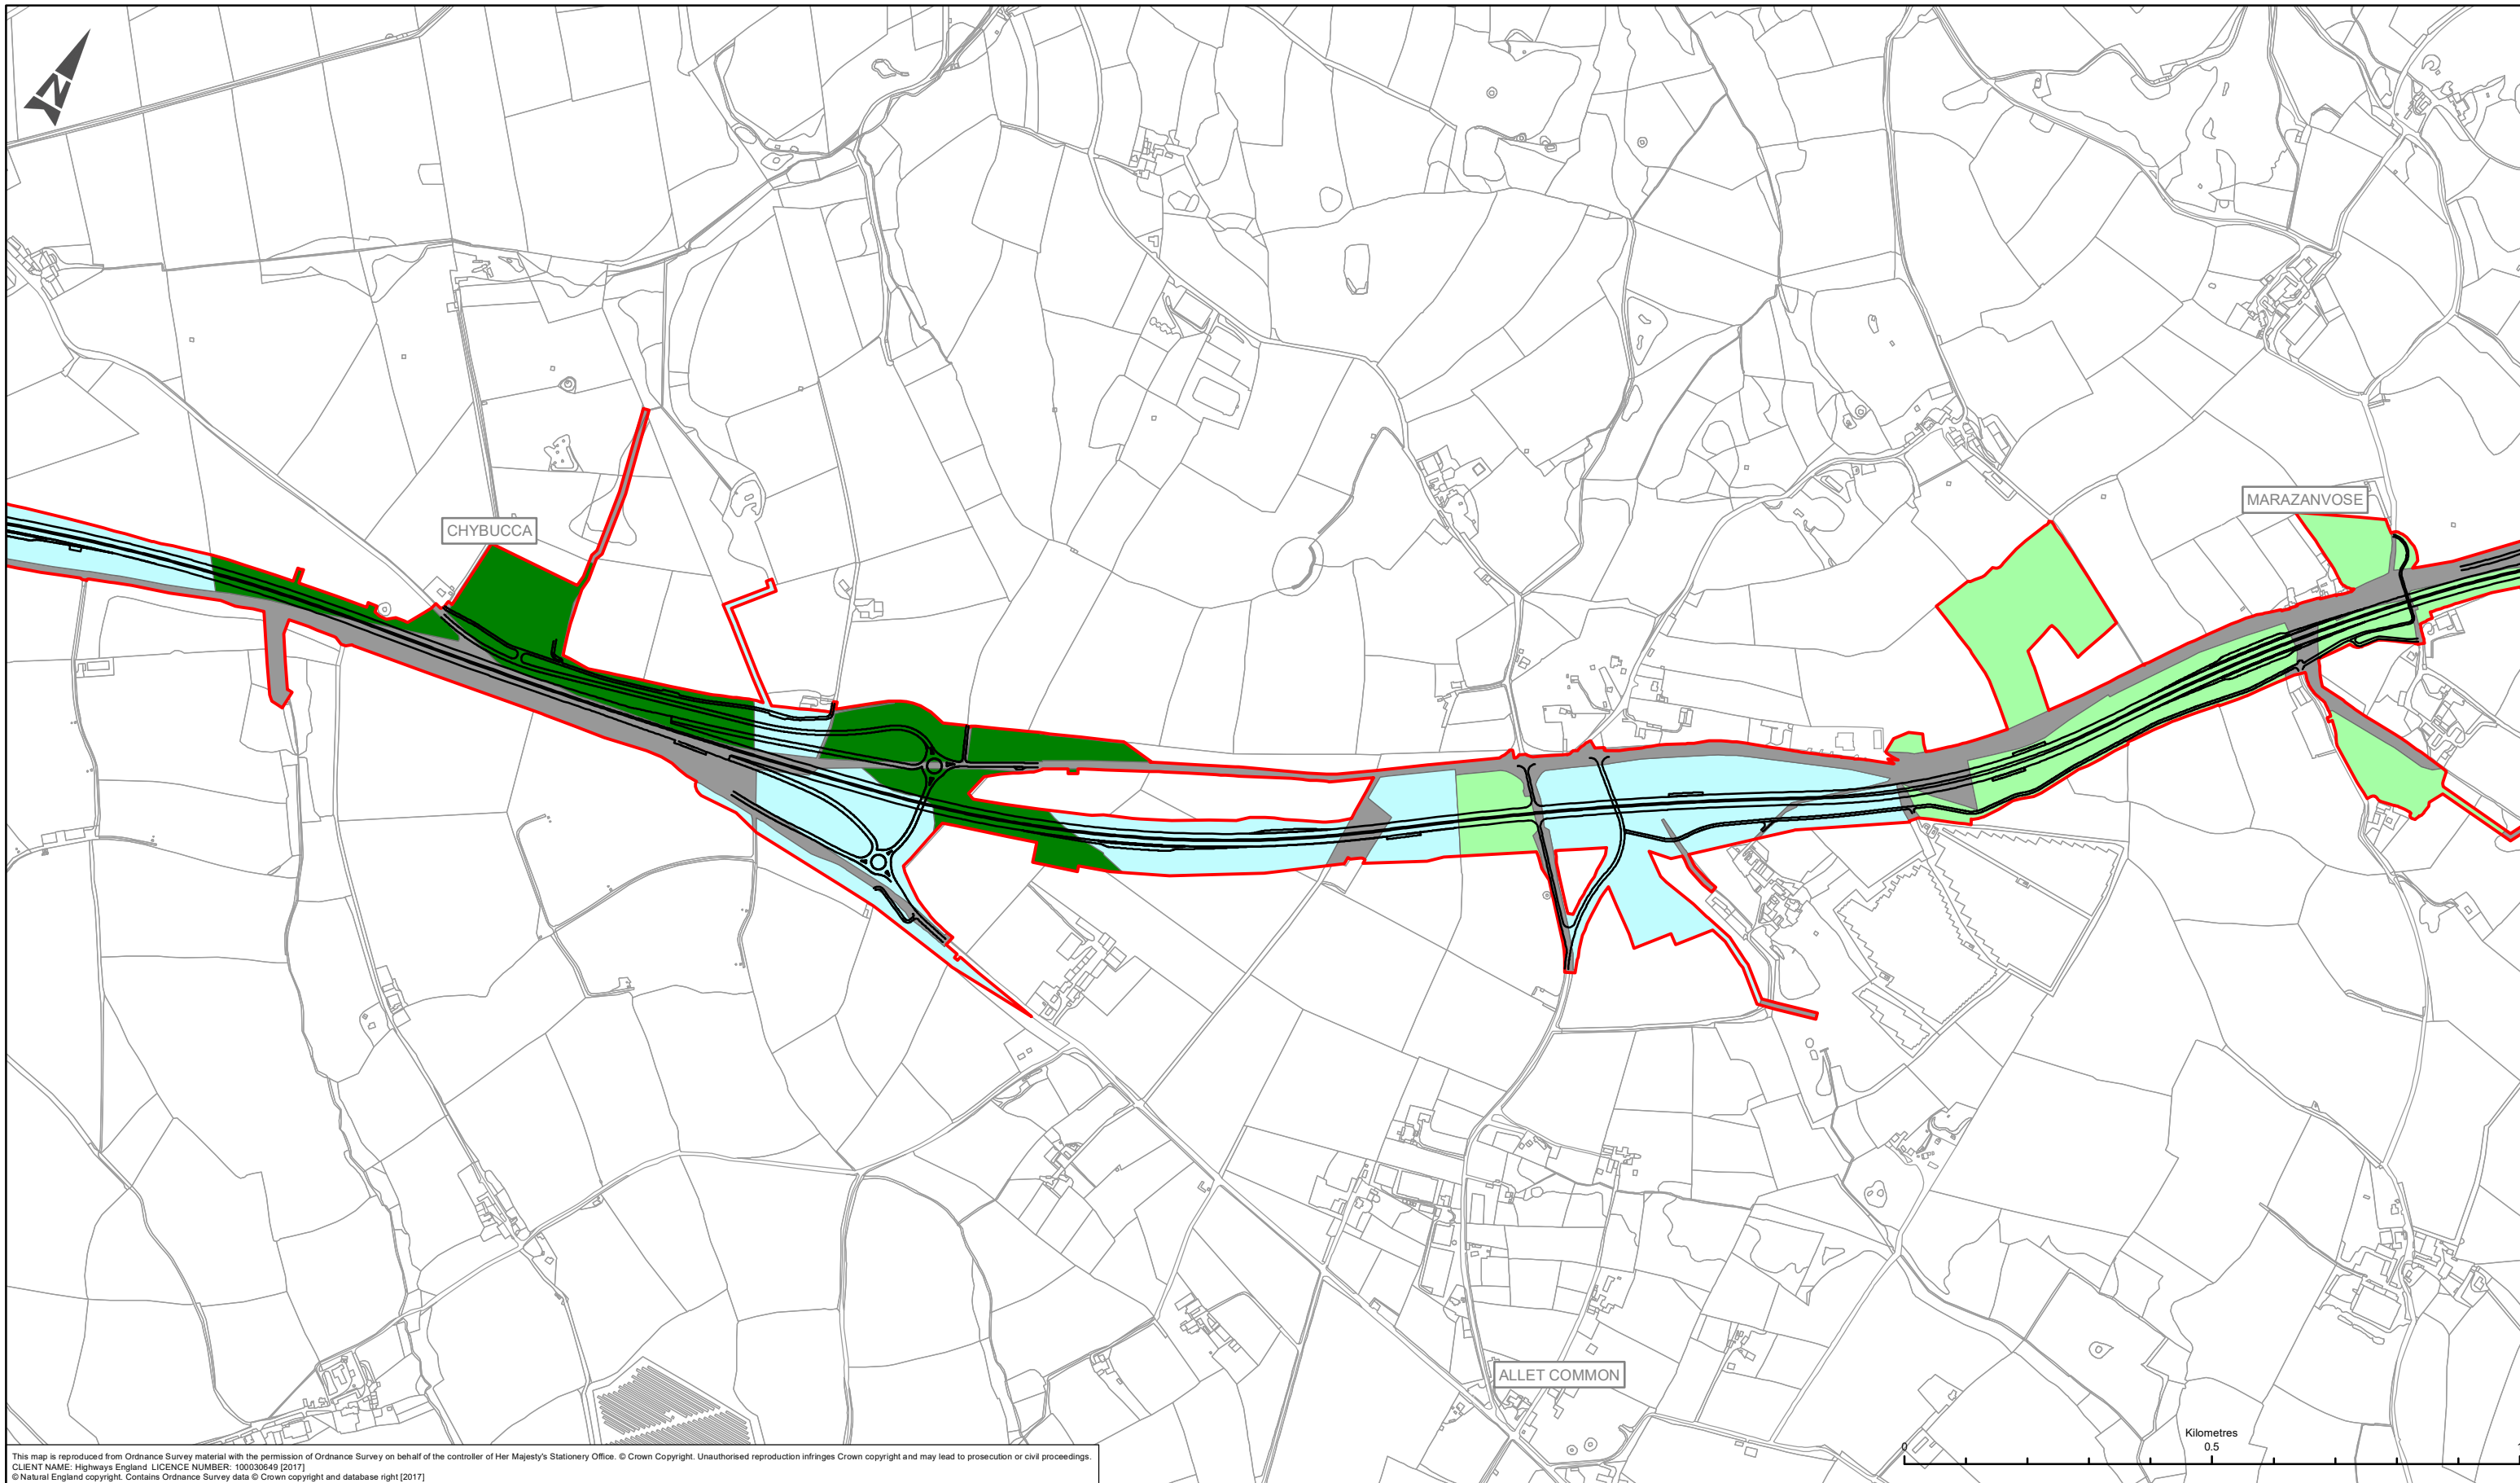 N
CHYBUCCA
MARAZANVOSE
ALLET COMMON
Kilometres
0 0.5
This map is reproduced from Ordnance Survey material with the permission of Ordnance Survey on behalf of the controller of Her Majesty's Stationery Office. © Crown Copyright. Unauthorised reproduction infringes Crown copyright and may lead to prosecution or civil proceedings.
CLIENT NAME: Highways England LICENCE NUMBER: 100030649 [2017]
© Natural England copyright. Contains Ordnance Survey data © Crown copyright and database right [2017]